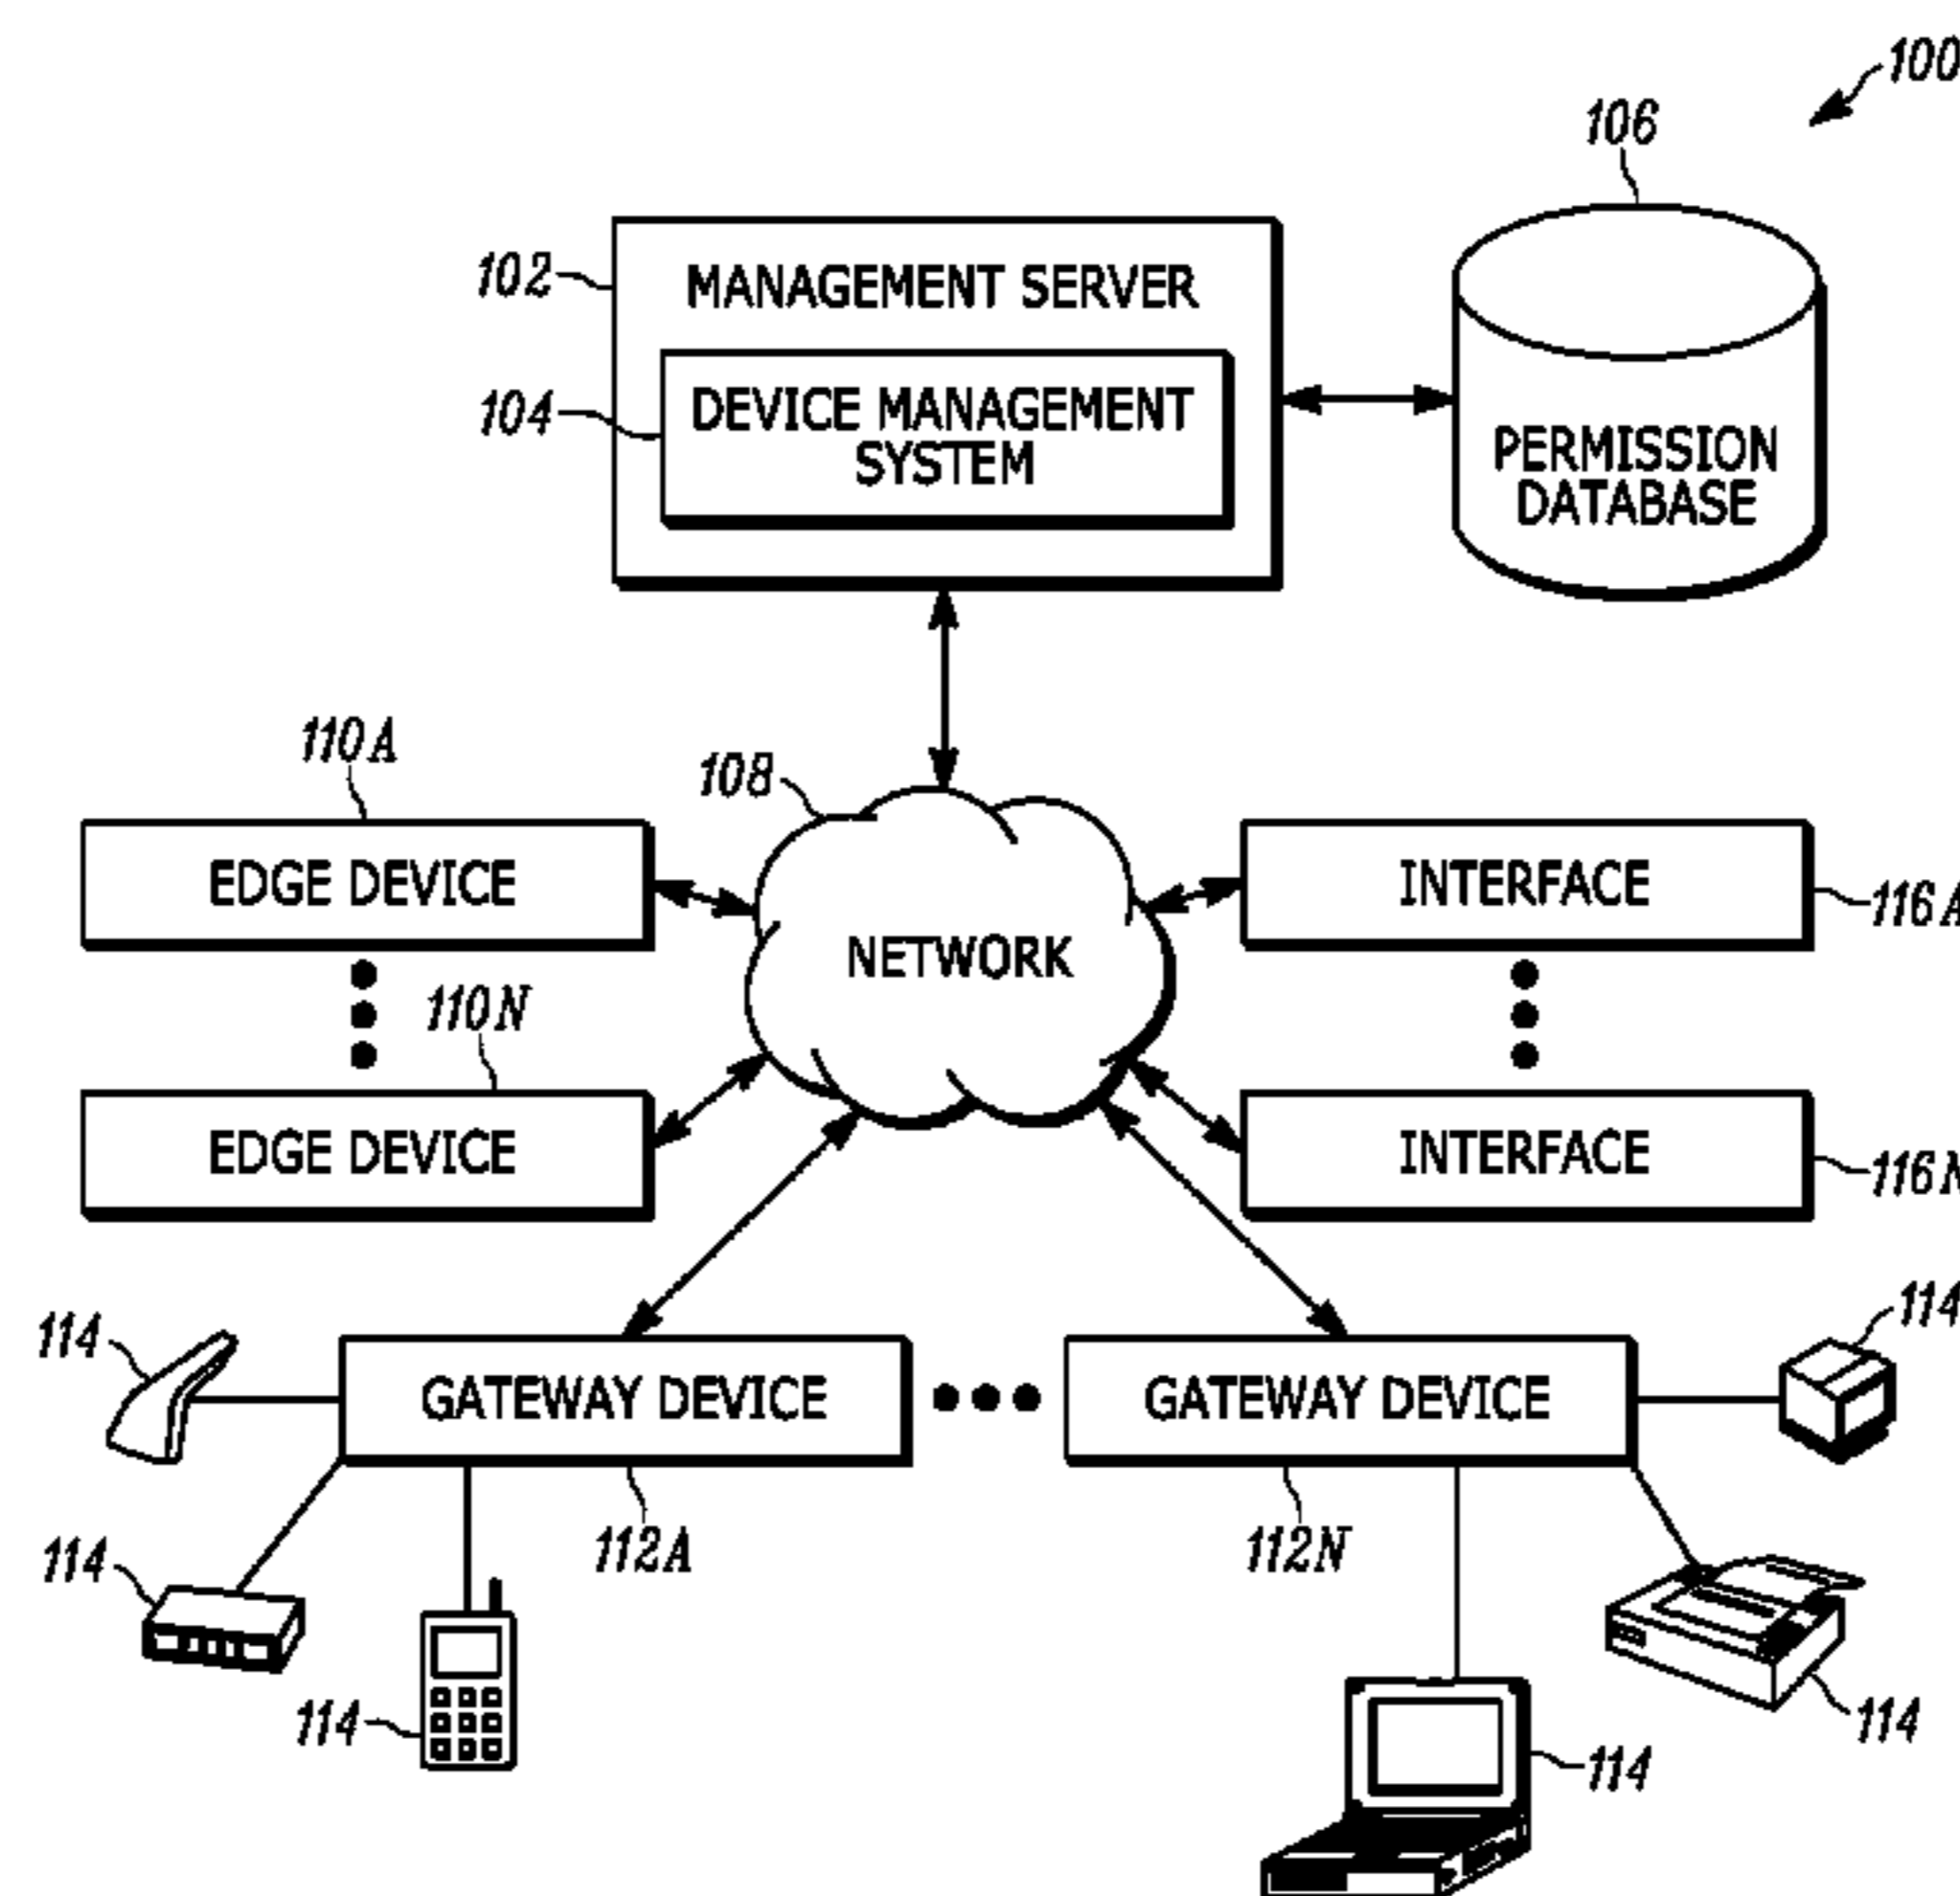 100
106
102
MANAGEMENT SERVER
104
DEVICE MANAGEMENT
SYSTEM
PERMISSION
DATABASE
110A
108
EDGE DEVICE
INTERFACE
116A
NETWORK
110N
EDGE DEVICE
INTERFACE
116N
114
114
GATEWAY DEVICE
GATEWAY DEVICE
112A
112N
114
114
114
114